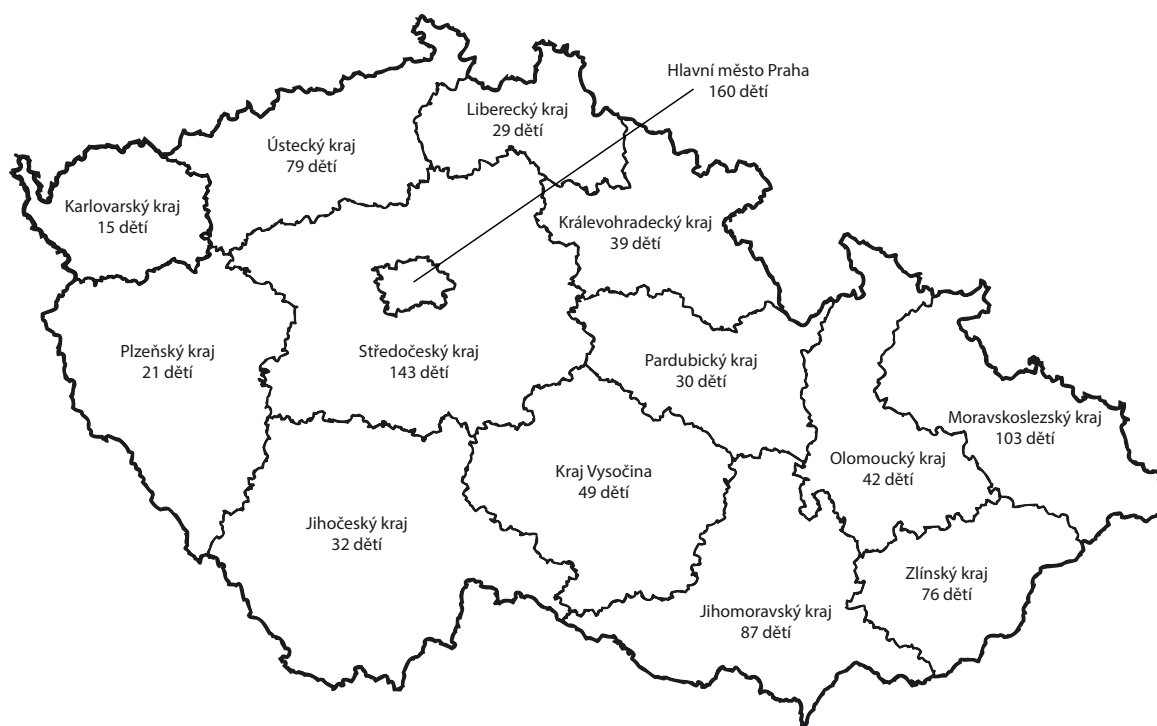 Hlavní město Praha
160 dětí
Liberecký kraj
29 dětí
Ústecký kraj
79 dětí
Karlovarský kraj
15 dětí
Králevohradecký kraj
39 dětí
Plzeňský kraj
21 dětí
Středočeský kraj
143 dětí
Pardubický kraj
30 dětí
Moravskoslezský kraj
103 dětí
Olomoucký kraj
42 dětí
Kraj Vysočina
49 dětí
Jihočeský kraj
32 dětí
Zlínský kraj
76 dětí
Jihomoravský kraj
87 dětí